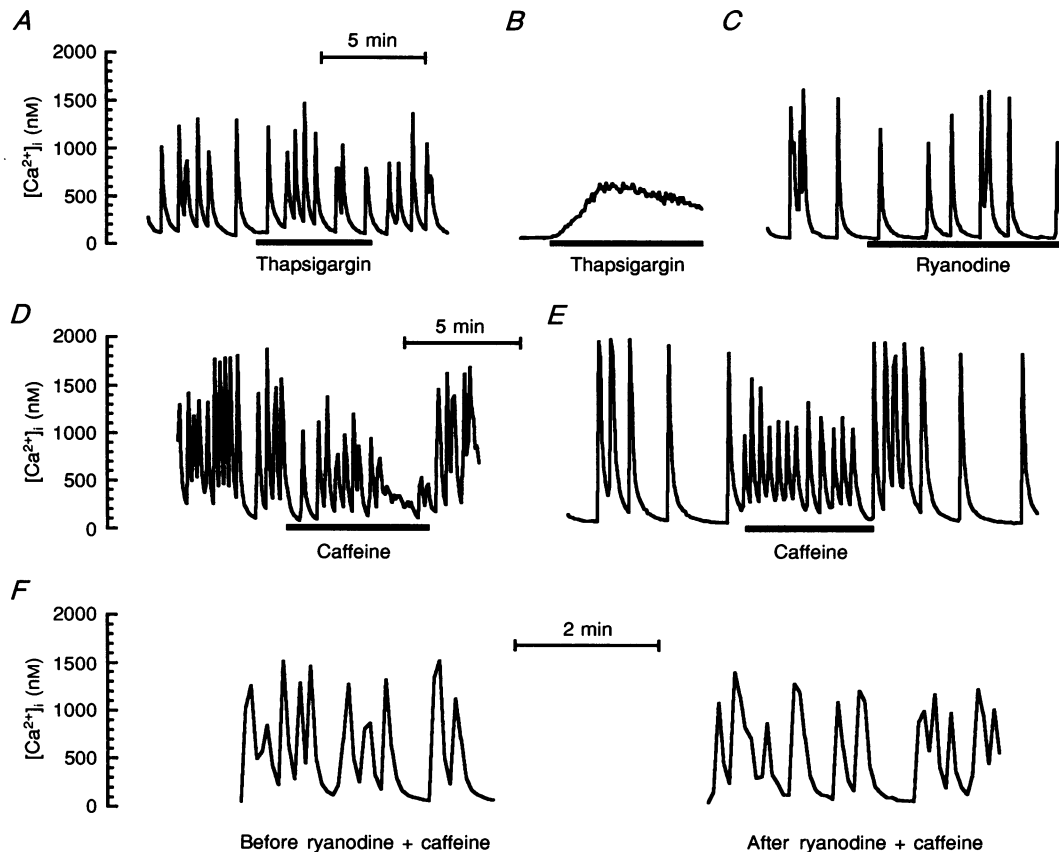 A
B
C
5 min
2000
1500
1000
500
0
[Ca²⁺]ᵢ (nM)
Thapsigargin
Thapsigargin
Ryanodine
D
E
5 min
2000
1500
1000
500
0
[Ca²⁺]ᵢ (nM)
Caffeine
Caffeine
F
2 min
2000
1500
1000
500
0
[Ca²⁺]ᵢ (nM)
Before ryanodine + caffeine
After ryanodine + caffeine